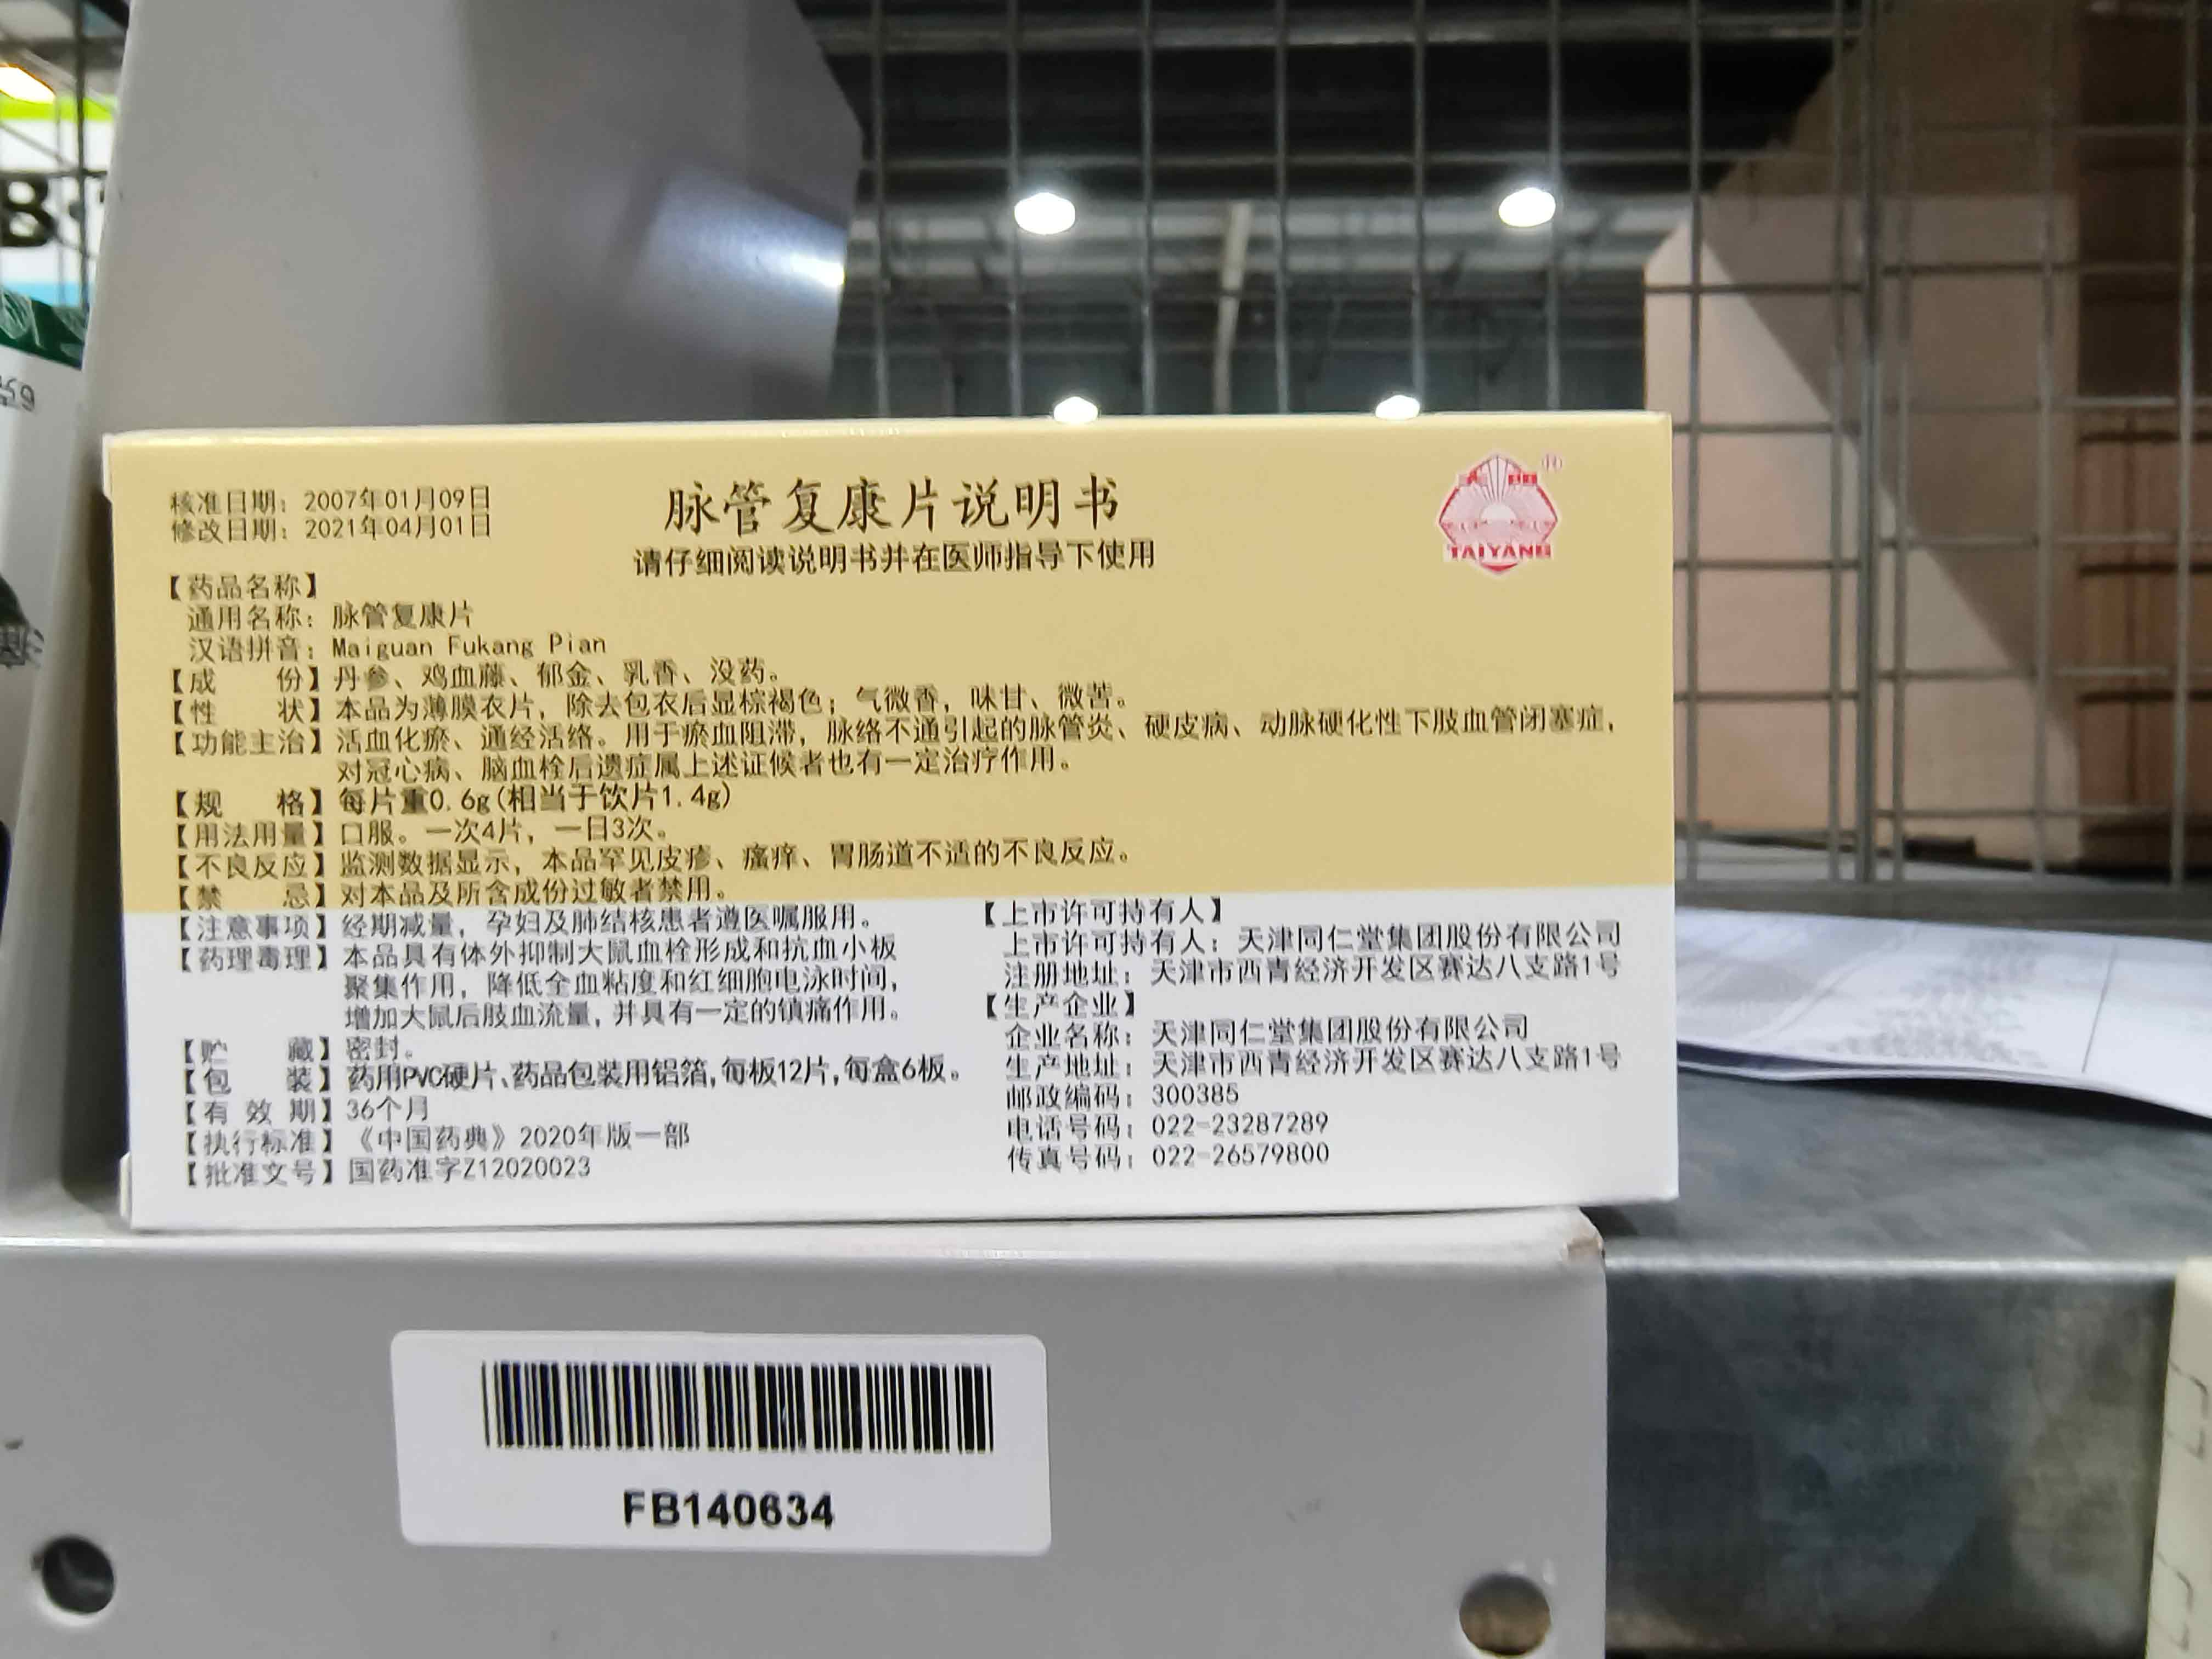 核准日期：2007年01月09日
修改日期：2021年04月01日
脉管复康片说明书
请仔细阅读说明书并在医师指导下使用
太阳
TAIYANG
【药品名称】
通用名称：脉管复康片
汉语拼音：Maiguan Fukang Pian
【成 份】丹参、鸡血藤、郁金、乳香、没药。
【性 状】本品为薄膜衣片，除去包衣后显棕褐色；气微香，味甘、微苦。
【功能主治】活血化瘀、通经活络。用于瘀血阻滞，脉络不通引起的脉管炎、硬皮病、动脉硬化性下肢血管闭塞症，
对冠心病、脑血栓后遗症属上述证候者也有一定治疗作用。
【规 格】每片重0.6g(相当于饮片1.4g)
【用法用量】口服。一次4片，一日3次。
【不良反应】监测数据显示，本品罕见皮疹、瘙痒、胃肠道不适的不良反应。
【禁 忌】对本品及所含成份过敏者禁用。
【注意事项】经期减量，孕妇及肺结核患者遵医嘱服用。
【药理毒理】本品具有体外抑制大鼠血栓形成和抗血小板
聚集作用，降低全血粘度和红细胞电泳时间，
增加大鼠后肢血流量，并具有一定的镇痛作用。
【贮 藏】密封。
【包 装】药用PVC硬片、药品包装用铝箔，每板12片，每盒6板。
【有 效 期】36个月
【执行标准】《中国药典》2020年版一部
【批准文号】国药准字Z12020023
【上市许可持有人】
上市许可持有人：天津同仁堂集团股份有限公司
注册地址：天津市西青经济开发区赛达八支路1号
【生产企业】
企业名称：天津同仁堂集团股份有限公司
生产地址：天津市西青经济开发区赛达八支路1号
邮政编码：300385
电话号码：022-23287289
传真号码：022-26579800
FB140634